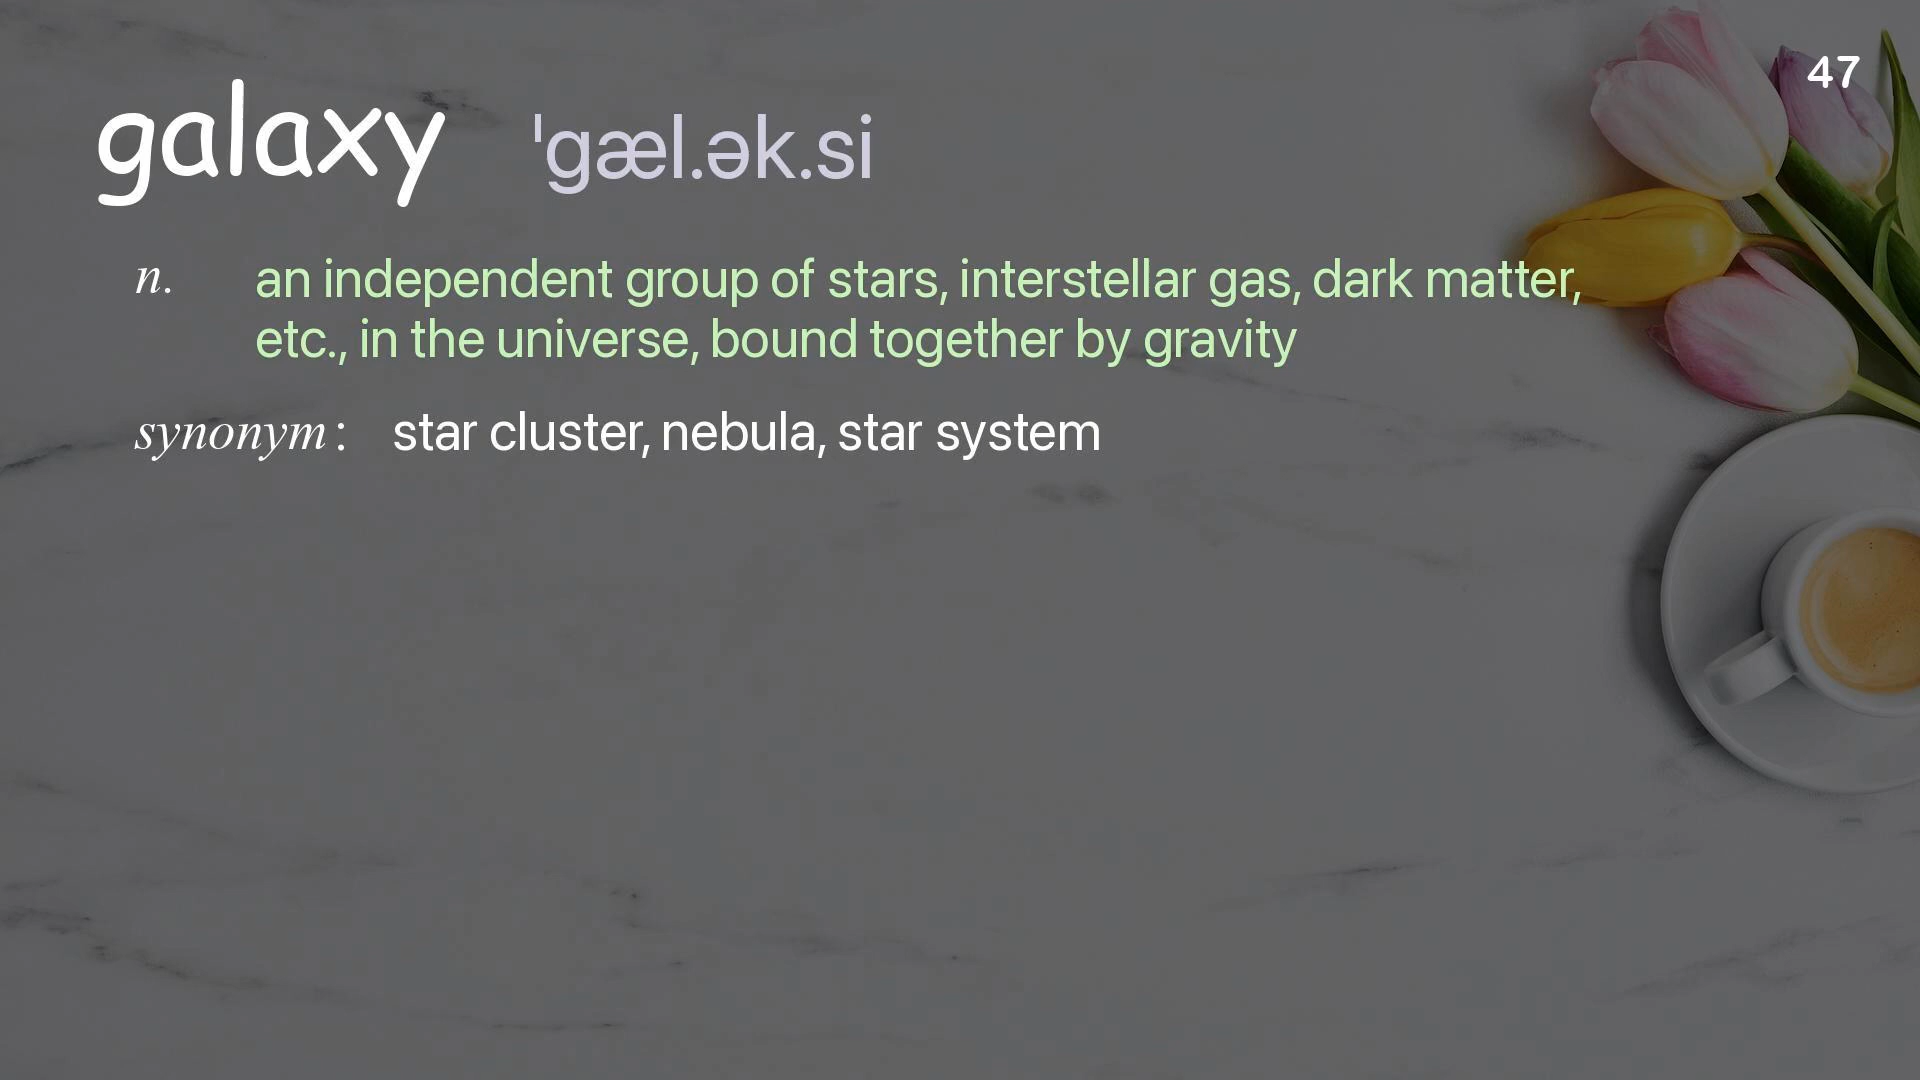 47
galaxy ˈɡæl.ək.si
n. an independent group of stars, interstellar gas, dark matter,
etc., in the universe, bound together by gravity
synonym: star cluster, nebula, star system